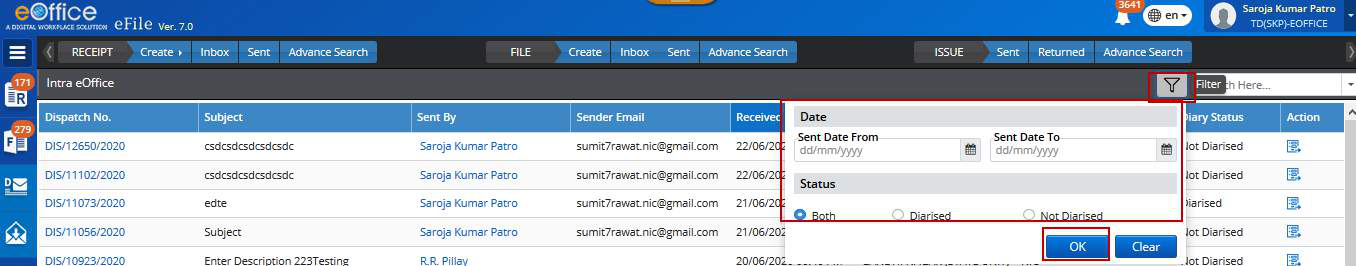 eOffice
A DIGITAL WORKPLACE SOLUTION
eFile Ver. 7.0
3641
en
Saroja Kumar Patro
TD(SKP)-EOFFICE
RECEIPT Create Inbox Sent Advance Search FILE Create Inbox Sent Advance Search ISSUE Sent Returned Advance Search
171
R
279
F
D
Intra eOffice
Filter
ch Here...
Dispatch No. Subject Sent By Sender Email Received Diary Status Action
DIS/12650/2020 csdcsdcsdcsdcsdc Saroja Kumar Patro sumit7rawat.nic@gmail.com 22/06/20 Not Diarised
DIS/11102/2020 csdcsdcsdcsdcsdc Saroja Kumar Patro sumit7rawat.nic@gmail.com 22/06/20 Not Diarised
DIS/11073/2020 edte Saroja Kumar Patro sumit7rawat.nic@gmail.com 21/06/20 Diarised
DIS/11056/2020 Subject Saroja Kumar Patro sumit7rawat.nic@gmail.com 21/06/20 Not Diarised
DIS/10923/2020 Enter Description 223Testing R.R. Pillay
Date
Sent Date From Sent Date To
dd/mm/yyyy dd/mm/yyyy
Status
Both Diarised Not Diarised
OK Clear